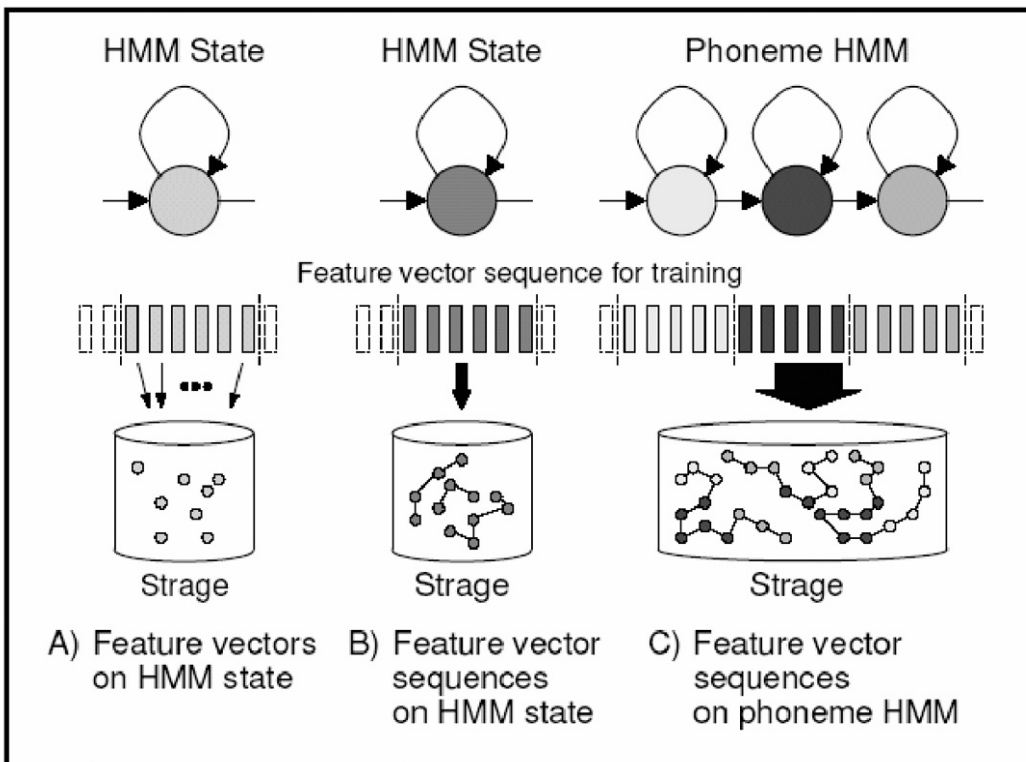 HMM State
HMM State
Phoneme HMM
Feature vector sequence for training
Strage
Strage
Strage
A) Feature vectors
on HMM state
B) Feature vector
sequences
on HMM state
C) Feature vector
sequences
on phoneme HMM